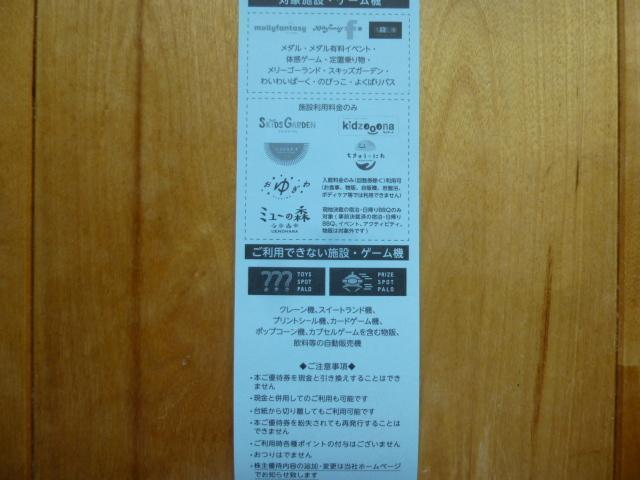 対象施設・ゲーム機
mollyfantasy
メダル・メダル有料イベント・
体感ゲーム・定置乗り物・
メリーゴーランド・スキッズガーデン・
わいわいぱーく・のびっこ・よくばりパス
施設利用料金のみ
SKIDS GARDEN
kidzooona
ちきゅうのにわ
おゆぎわ
入館料金のみ(回数券除く)利用可
(お食事、物販、自販機、岩盤浴、
ボディケア等では利用できません)
ミューの森
UENOHARA
現地決裁の宿泊・日帰りBBQのみ
対象(事前決裁済の宿泊・日帰り
BBQ、イベント、アクティビティ、
物販は対象外です)
ご利用できない施設・ゲーム機
???
TOYS
SPOT
PALO
PRIZE
SPOT
PALO
クレーン機、スイートランド機、
プリントシール機、カードゲーム機、
ポップコーン機、カプセルゲームを含む物販、
飲料等の自動販売機
◆ご注意事項◆
・本ご優待券を現金と引き換えすることはでき
ません
・現金と併用してのご利用も可能です
・台紙から切り離してもご利用可能です
・本ご優待券を紛失されても再発行することは
できません
・ご利用時各種ポイントの付与はございません
・おつりはでません
・株主優待内容の追加・変更は当社ホームページ
でお知らせ致します